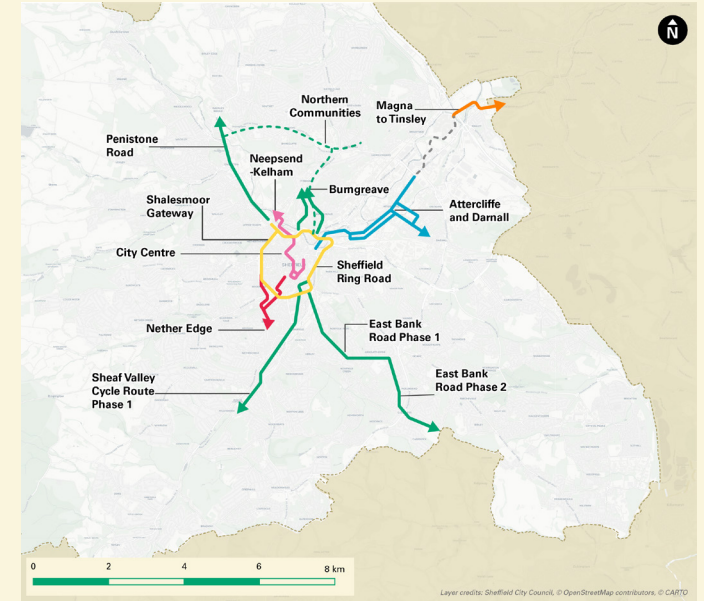 N
Northern
Communities
Magna
to Tinsley
Penistone
Road
Neepsend
-Kelham
Burngreave
Shalesmoor
Gateway
Attercliffe
and Darnall
City Centre
Sheffield
Ring Road
Nether Edge
East Bank
Road Phase 1
Sheaf Valley
Cycle Route
Phase 1
East Bank
Road Phase 2
0 2 4 6 8 km
Layer credits: Sheffield City Council, © OpenStreetMap contributors, © CARTO